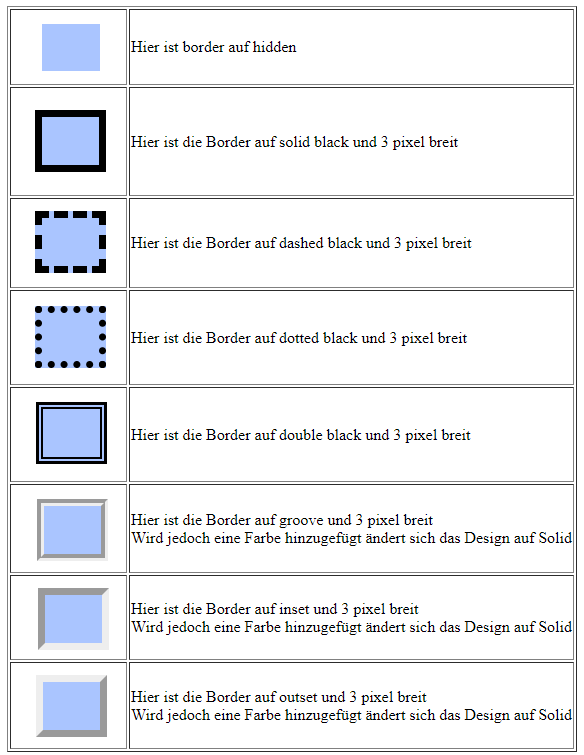 Hier ist border auf hidden
Hier ist die Border auf solid black und 3 pixel breit
Hier ist die Border auf dashed black und 3 pixel breit
Hier ist die Border auf dotted black und 3 pixel breit
Hier ist die Border auf double black und 3 pixel breit
Hier ist die Border auf groove und 3 pixel breit
Wird jedoch eine Farbe hinzugefügt ändert sich das Design auf Solid
Hier ist die Border auf inset und 3 pixel breit
Wird jedoch eine Farbe hinzugefügt ändert sich das Design auf Solid
Hier ist die Border auf outset und 3 pixel breit
Wird jedoch eine Farbe hinzugefügt ändert sich das Design auf Solid